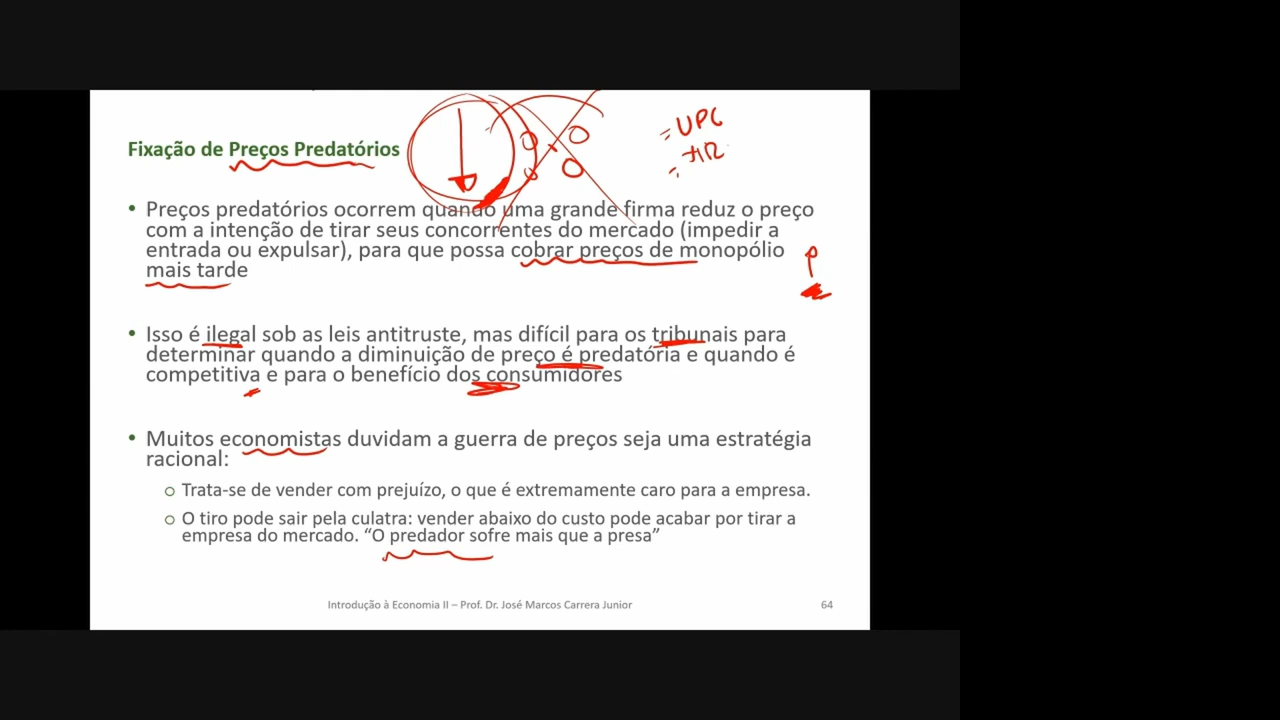 Fixação de Preços Predatórios
• Preços predatórios ocorrem quando uma grande firma reduz o preço
com a intenção de tirar seus concorrentes do mercado (impedir a
entrada ou expulsar), para que possa cobrar preços de monopólio
mais tarde
• Isso é ilegal sob as leis antitruste, mas difícil para os tribunais para
determinar quando a diminuição de preço é predatória e quando é
competitiva e para o benefício dos consumidores
• Muitos economistas duvidam a guerra de preços seja uma estratégia
racional:
o Trata-se de vender com prejuízo, o que é extremamente caro para a empresa.
o O tiro pode sair pela culatra: vender abaixo do custo pode acabar por tirar a
empresa do mercado. “O predador sofre mais que a presa”
Introdução à Economia II – Prof. Dr. José Marcos Carrera Junior
64